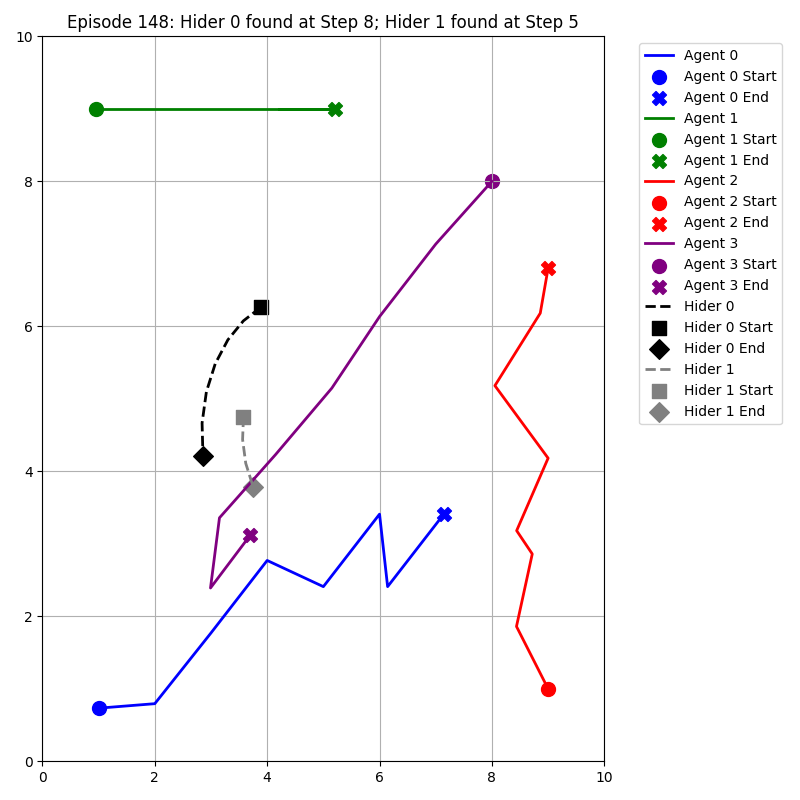 Episode 148: Hider 0 found at Step 8; Hider 1 found at Step 5
10
8
6
4
2
0
0 2 4 6 8 10
Agent 0
Agent 0 Start
Agent 0 End
Agent 1
Agent 1 Start
Agent 1 End
Agent 2
Agent 2 Start
Agent 2 End
Agent 3
Agent 3 Start
Agent 3 End
Hider 0
Hider 0 Start
Hider 0 End
Hider 1
Hider 1 Start
Hider 1 End